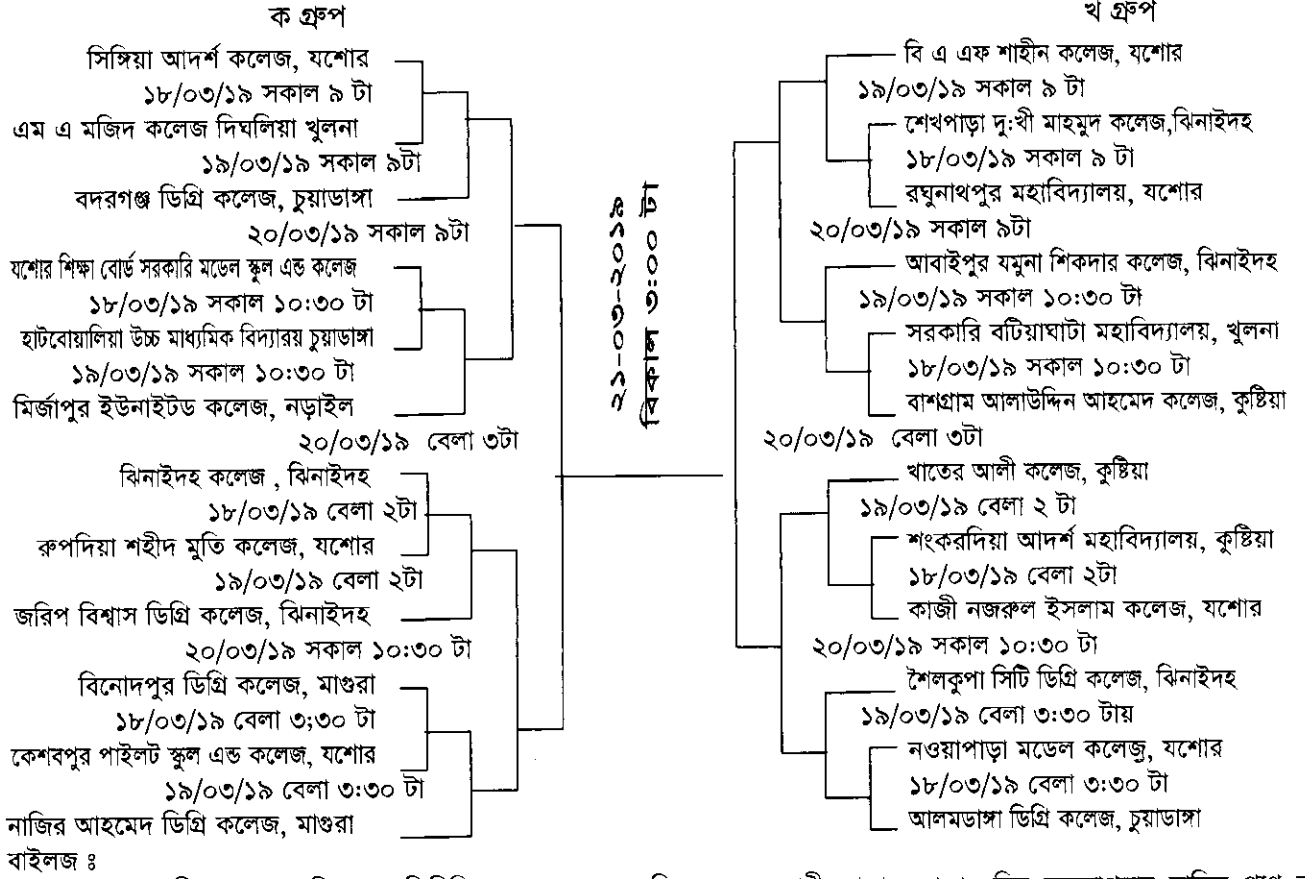 ক গ্রুপ
সিঙ্গিয়া আদর্শ কলেজ, যশোর
১৮/০৩/১৯ সকাল ৯ টা
এম এ মজিদ কলেজ দিঘলিয়া খুলনা
১৯/০৩/১৯ সকাল ৯টা
বদরগঞ্জ ডিগ্রি কলেজ, চুয়াডাঙ্গা
২০/০৩/১৯ সকাল ৯টা
যশোর শিক্ষা বোর্ড সরকারি মডেল স্কুল এন্ড কলেজ
১৮/০৩/১৯ সকাল ১০:৩০ টা
হাটবোয়ালিয়া উচ্চ মাধ্যমিক বিদ্যারয় চুয়াডাঙ্গা
১৯/০৩/১৯ সকাল ১০:৩০ টা
মির্জাপুর ইউনাইটড কলেজ, নড়াইল
২০/০৩/১৯ বেলা ৩টা
ঝিনাইদহ কলেজ , ঝিনাইদহ
১৮/০৩/১৯ বেলা ২টা
রুপদিয়া শহীদ মুতি কলেজ, যশোর
১৯/০৩/১৯ বেলা ২টা
জরিপ বিশ্বাস ডিগ্রি কলেজ, ঝিনাইদহ
২০/০৩/১৯ সকাল ১০:৩০ টা
বিনোদপুর ডিগ্রি কলেজ, মাগুরা
১৮/০৩/১৯ বেলা ৩;৩০ টা
কেশবপুর পাইলট স্কুল এন্ড কলেজ, যশোর
১৯/০৩/১৯ বেলা ৩:৩০ টা
নাজির আহমেদ ডিগ্রি কলেজ, মাগুরা
২১-০৩-২০১৯
বিকাল ৩:০০ টা
খ গ্রুপ
বি এ এফ শাহীন কলেজ, যশোর
১৯/০৩/১৯ সকাল ৯ টা
শেখপাড়া দু:খী মাহমুদ কলেজ,ঝিনাইদহ
১৮/০৩/১৯ সকাল ৯ টা
রঘুনাথপুর মহাবিদ্যালয়, যশোর
২০/০৩/১৯ সকাল ৯টা
আবাইপুর যমুনা শিকদার কলেজ, ঝিনাইদহ
১৯/০৩/১৯ সকাল ১০:৩০ টা
সরকারি বটিয়াঘাটা মহাবিদ্যালয়, খুলনা
১৮/০৩/১৯ সকাল ১০:৩০ টা
বাশগ্রাম আলাউদ্দিন আহমেদ কলেজ, কুষ্টিয়া
২০/০৩/১৯ বেলা ৩টা
খাতের আলী কলেজ, কুষ্টিয়া
১৯/০৩/১৯ বেলা ২ টা
শংকরদিয়া আদর্শ মহাবিদ্যালয়, কুষ্টিয়া
১৮/০৩/১৯ বেলা ২টা
কাজী নজরুল ইসলাম কলেজ, যশোর
২০/০৩/১৯ সকাল ১০:৩০ টা
শৈলকুপা সিটি ডিগ্রি কলেজ, ঝিনাইদহ
১৯/০৩/১৯ বেলা ৩:৩০ টায়
নওয়াপাড়া মডেল কলেজ, যশোর
১৮/০৩/১৯ বেলা ৩:৩০ টা
আলমডাঙ্গা ডিগ্রি কলেজ, চুয়াডাঙ্গা
বাইলজ ঃ